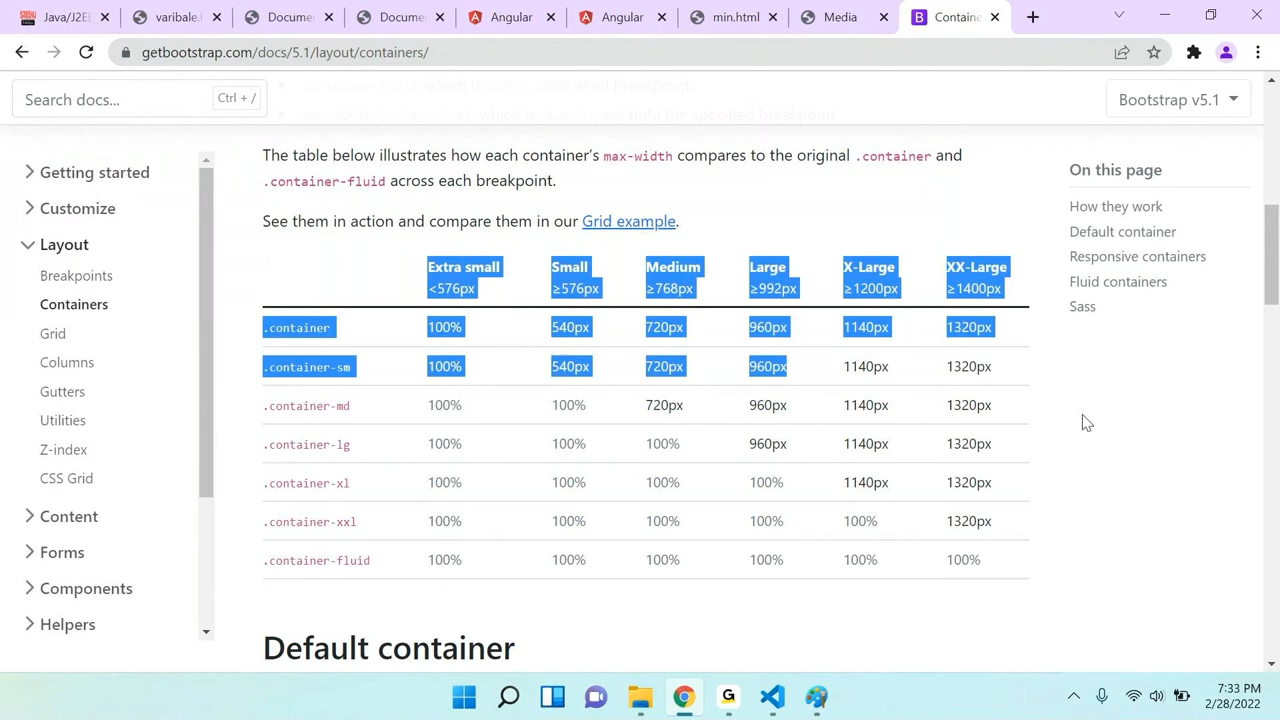 Java/J2EE
varibale.
Docume
Docume
Angular
Angular
mini.html
Media
Containe
getbootstrap.com/docs/5.1/layout/containers/
Search docs...
Ctrl + /
Bootstrap v5.1
Getting started
Customize
Layout
Breakpoints
Containers
Grid
Columns
Gutters
Utilities
Z-index
CSS Grid
Content
Forms
Components
Helpers
until the specified breakpoint
The table below illustrates how each container's max-width compares to the original .container and
.container-fluid across each breakpoint.
See them in action and compare them in our Grid example.
Extra small Small Medium Large X-Large XX-Large
<576px ≥576px ≥768px ≥992px ≥1200px ≥1400px
.container 100% 540px 720px 960px 1140px 1320px
.container-sm 100% 540px 720px 960px 1140px 1320px
.container-md 100% 100% 720px 960px 1140px 1320px
.container-lg 100% 100% 100% 960px 1140px 1320px
.container-xl 100% 100% 100% 100% 1140px 1320px
.container-xxl 100% 100% 100% 100% 100% 1320px
.container-fluid 100% 100% 100% 100% 100% 100%
Default container
On this page
How they work
Default container
Responsive containers
Fluid containers
Sass
7:33 PM
2/28/2022